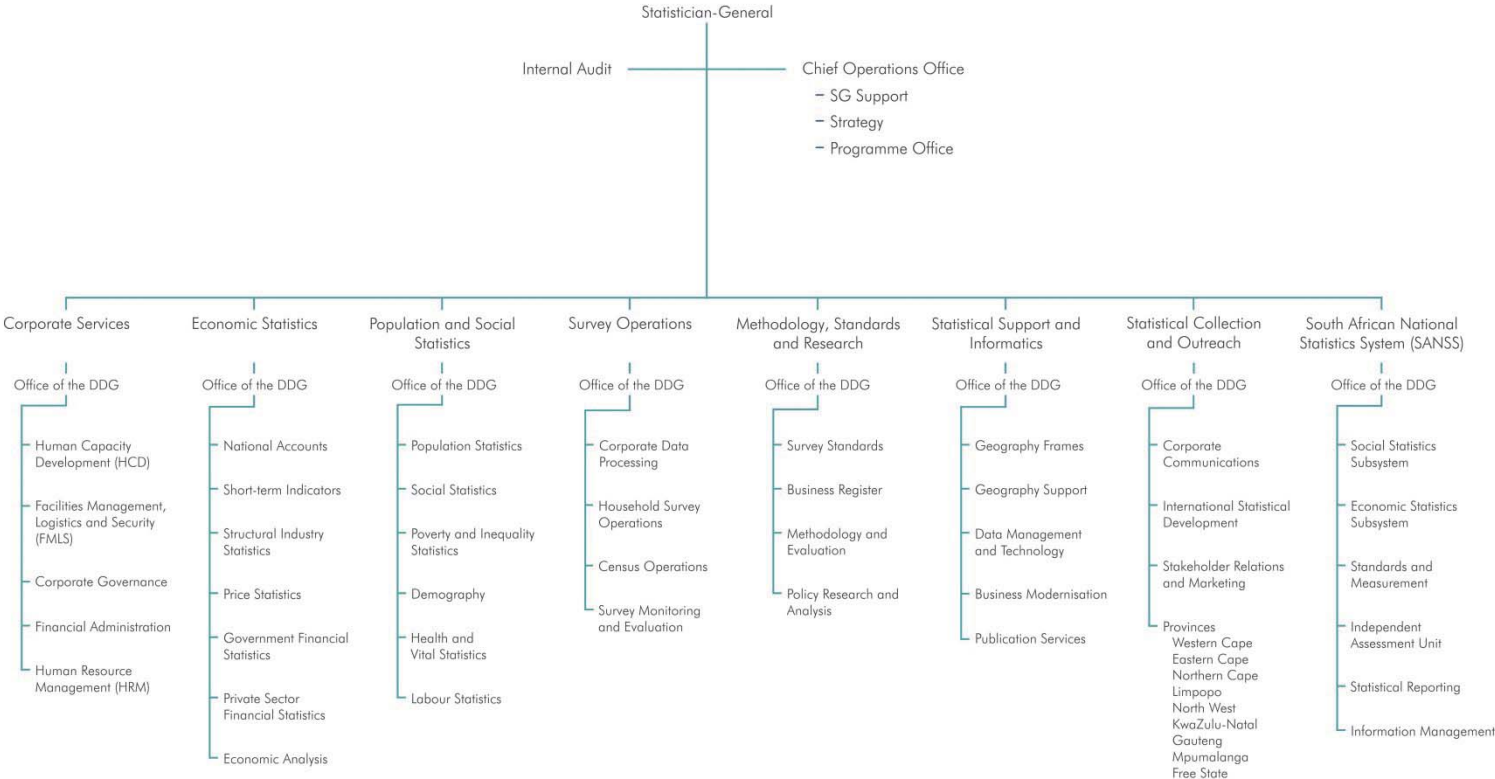 Statistician-General
Internal Audit
Chief Operations Office
– SG Support
– Strategy
– Programme Office
Corporate Services
Office of the DDG
Human Capacity
Development (HCD)
Facilities Management,
Logistics and Security
(FMLS)
Corporate Governance
Financial Administration
Human Resource
Management (HRM)
Economic Statistics
Office of the DDG
National Accounts
Short-term Indicators
Structural Industry
Statistics
Price Statistics
Government Financial
Statistics
Private Sector
Financial Statistics
Economic Analysis
Population and Social
Statistics
Office of the DDG
Population Statistics
Social Statistics
Poverty and Inequality
Statistics
Demography
Health and
Vital Statistics
Labour Statistics
Survey Operations
Office of the DDG
Corporate Data
Processing
Household Survey
Operations
Census Operations
Survey Monitoring
and Evaluation
Methodology, Standards
and Research
Office of the DDG
Survey Standards
Business Register
Methodology and
Evaluation
Policy Research and
Analysis
Statistical Support and
Informatics
Office of the DDG
Geography Frames
Geography Support
Data Management
and Technology
Business Modernisation
Publication Services
Statistical Collection
and Outreach
Office of the DDG
Corporate
Communications
International Statistical
Development
Stakeholder Relations
and Marketing
Provinces
Western Cape
Eastern Cape
Northern Cape
Limpopo
North West
KwaZulu-Natal
Gauteng
Mpumalanga
Free State
South African National
Statistics System (SANSS)
Office of the DDG
Social Statistics
Subsystem
Economic Statistics
Subsystem
Standards and
Measurement
Independent
Assessment Unit
Statistical Reporting
Information Management